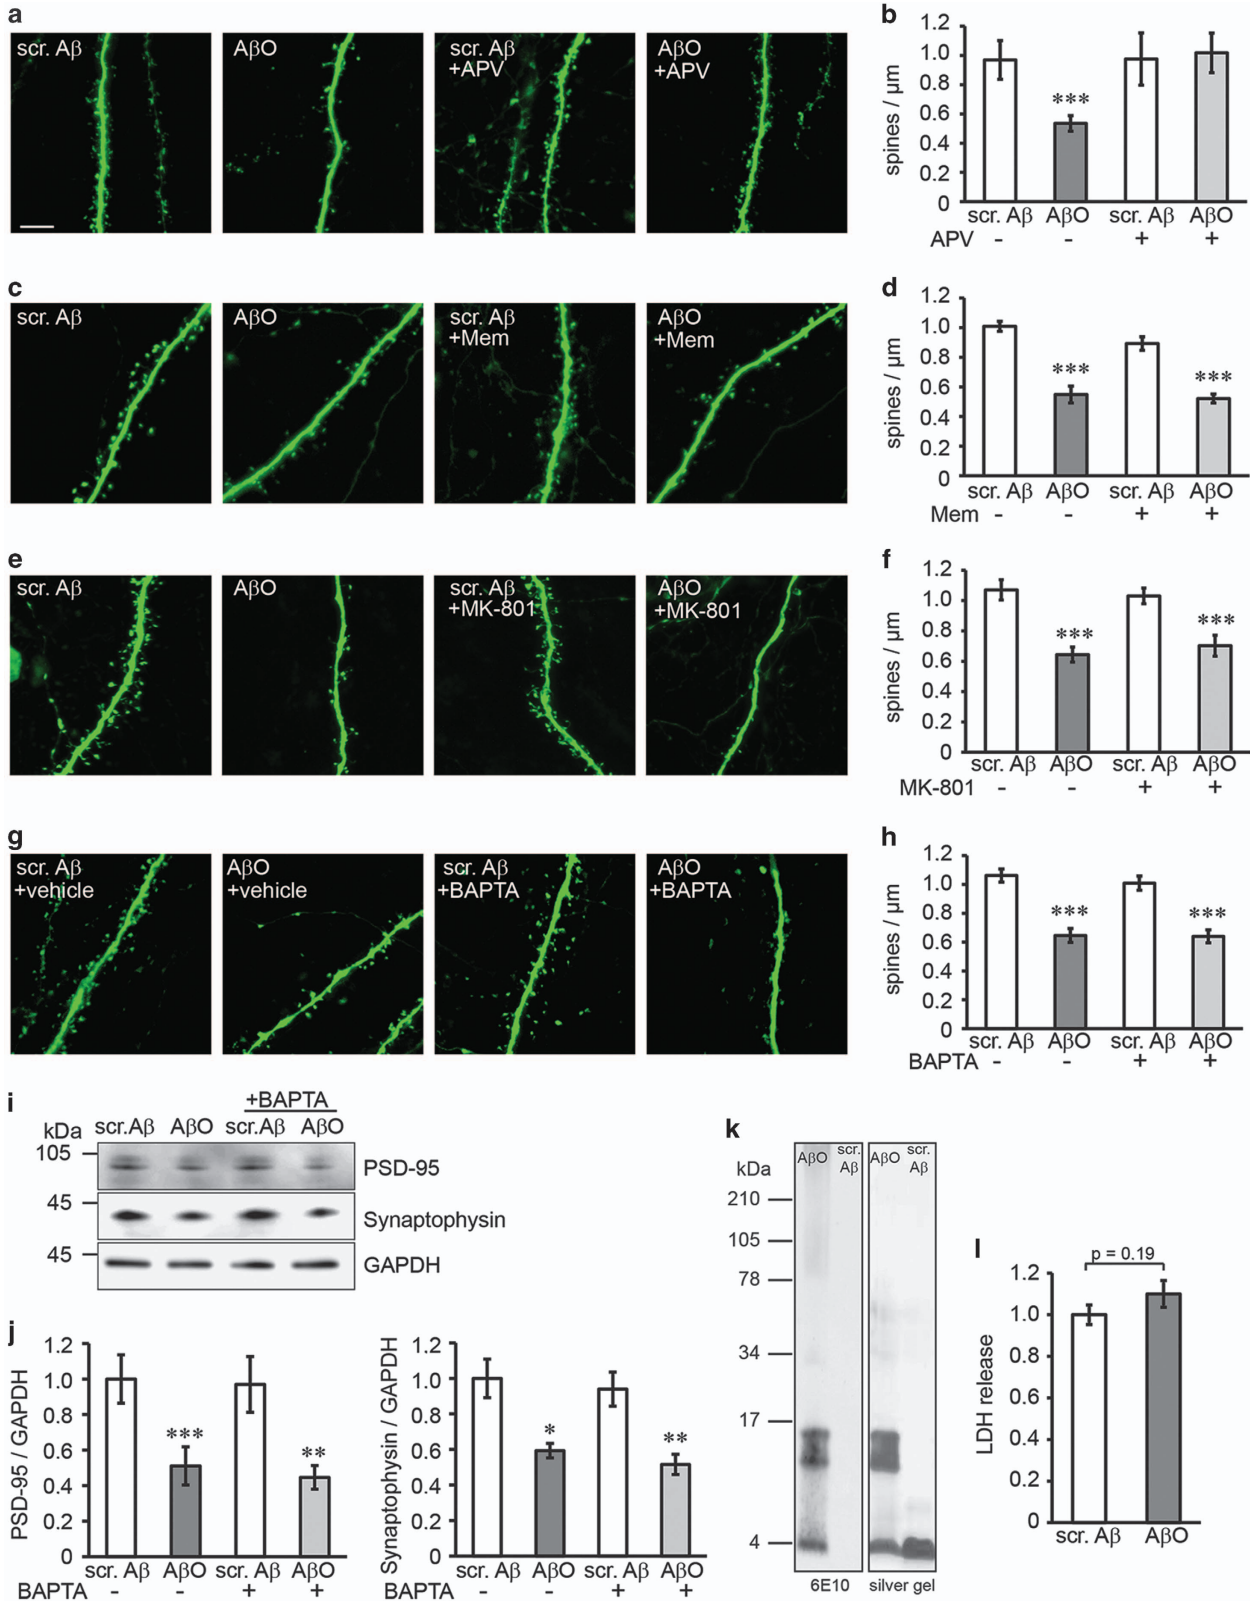 a
scr. Aβ
AβO
scr. Aβ
+APV
AβO
+APV
b
spines / µm
1.2
1.0
0.8
0.6
0.4
0.2
0
***
scr. Aβ AβO scr. Aβ AβO
APV - - + +
c
scr. Aβ
AβO
scr. Aβ
+Mem
AβO
+Mem
d
spines / µm
1.2
1.0
0.8
0.6
0.4
0.2
0
*** ***
scr. Aβ AβO scr. Aβ AβO
Mem - - + +
e
scr. Aβ
AβO
scr. Aβ
+MK-801
AβO
+MK-801
f
spines / µm
1.2
1.0
0.8
0.6
0.4
0.2
0
*** ***
scr. Aβ AβO scr. Aβ AβO
MK-801 - - + +
g
scr. Aβ
+vehicle
AβO
+vehicle
scr. Aβ
+BAPTA
AβO
+BAPTA
h
spines / µm
1.2
1.0
0.8
0.6
0.4
0.2
0
*** ***
scr. Aβ AβO scr. Aβ AβO
BAPTA - - + +
i
+BAPTA
kDa scr.Aβ AβO scr.Aβ AβO
105 PSD-95
45 Synaptophysin
45 GAPDH
j
PSD-95 / GAPDH
1.2
1.0
0.8
0.6
0.4
0.2
0
*** **
scr. Aβ AβO scr. Aβ AβO
BAPTA - - + +
Synaptophysin / GAPDH
1.2
1.0
0.8
0.6
0.4
0.2
0
* **
scr. Aβ AβO scr. Aβ AβO
BAPTA - - + +
k
kDa
AβO scr. Aβ AβO scr. Aβ
210
105
78
34
17
4
6E10 silver gel
l
p = 0.19
LDH release
1.2
1.0
0.8
0.6
0.4
0.2
0
scr. Aβ AβO